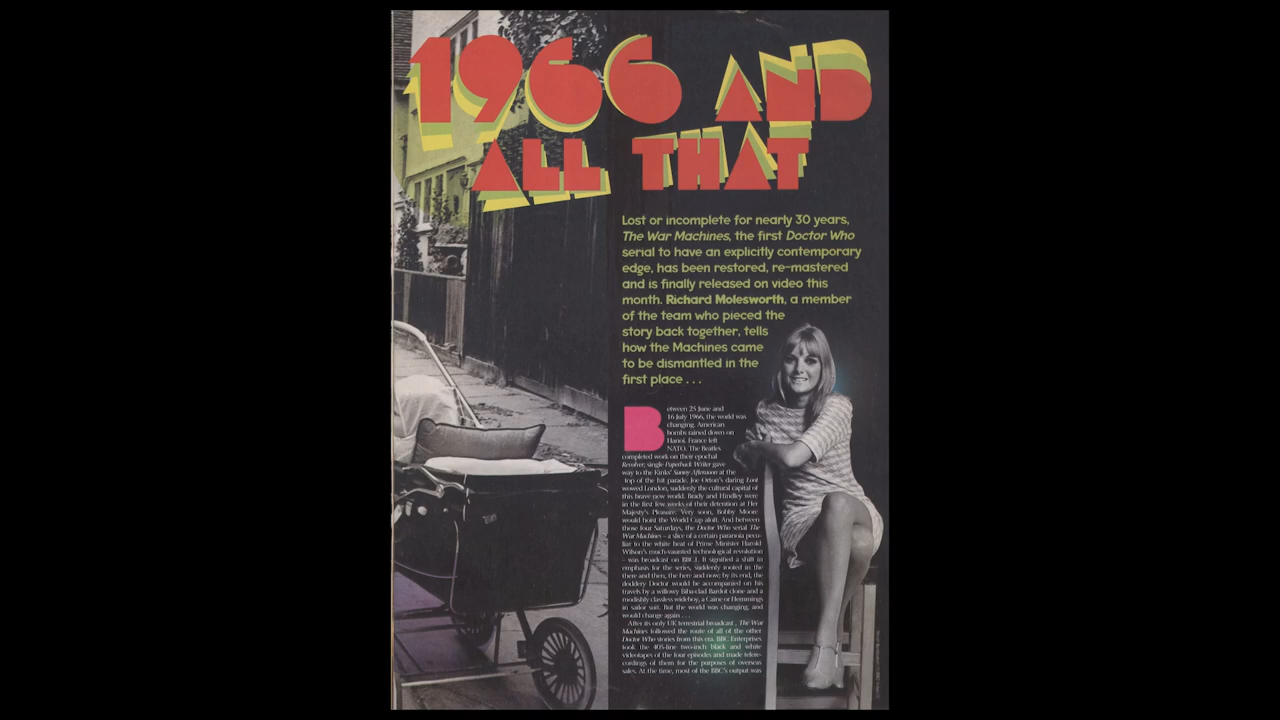 1966 AND
ALL THAT
Lost or incomplete for nearly 30 years,
The War Machines, the first Doctor Who
serial to have an explicitly contemporary
edge, has been restored, re-mastered
and is finally released on video this
month. Richard Molesworth, a member
of the team who pieced the
story back together, tells
how the Machines came
to be dismantled in the
first place . . .
Between 25 June and
16 July 1966, the world was
changing. American
bombs rained down on
Hanoi, France left
NATO. The Beatles
completed work on their epochal
Revolver; single Paperback Writer gave
way to the Kinks' Sunny Afternoon at the
top of the hit parade. Joe Orton's daring Loot
wowed London, suddenly the cultural capital of
this brave new world. Brady and Hindley were
in the first few weeks of their detention at Her
Majesty's Pleasure. Very soon, Bobby Moore
would hoist the World Cup aloft. And between
those four Saturdays, the Doctor Who serial The
War Machines – a slice of a certain paranoia pecu-
liar to the white heat of Prime Minister Harold
Wilson's much-vaunted technological revolution
– was broadcast on BBC1. It signified a shift in
emphasis for the series, suddenly rooted in the
there and then, the here and now; by its end, the
doddery Doctor would be accompanied on his
travels by a willowy Biba-clad Bardot clone and a
modishly classless wideboy, a Caine or Hemmings
in sailor suit. But the world was changing, and
would change again . . .
After its only UK terrestrial broadcast , The War
Machines followed the route of all of the other
Doctor Who stories from this era. BBC Enterprises
took the 405-line two-inch black and white
videotapes of the four episodes and made telere-
cordings of them for the purposes of overseas
sales. At the time, most of the BBC's output was